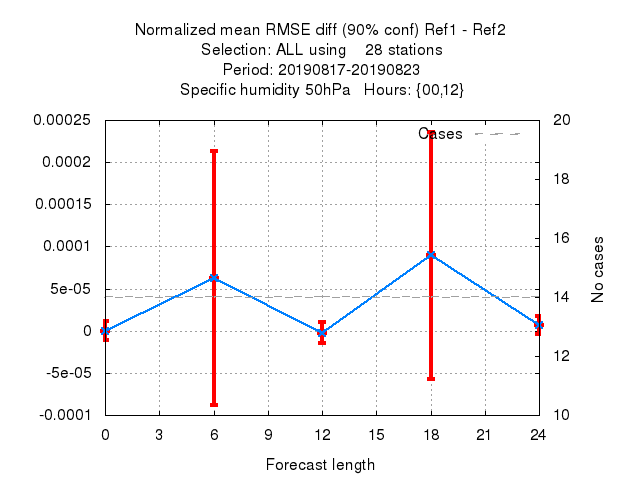 Normalized mean RMSE diff (90% conf) Ref1 - Ref2
Selection: ALL using    28 stations
Period: 20190817-20190823
Specific humidity 50hPa   Hours: {00,12}
Cases
0.00025
0.0002
0.00015
0.0001
5e-05
0
-5e-05
-0.0001
20
18
16
14
12
10
No cases
0 3 6 9 12 15 18 21 24
Forecast length